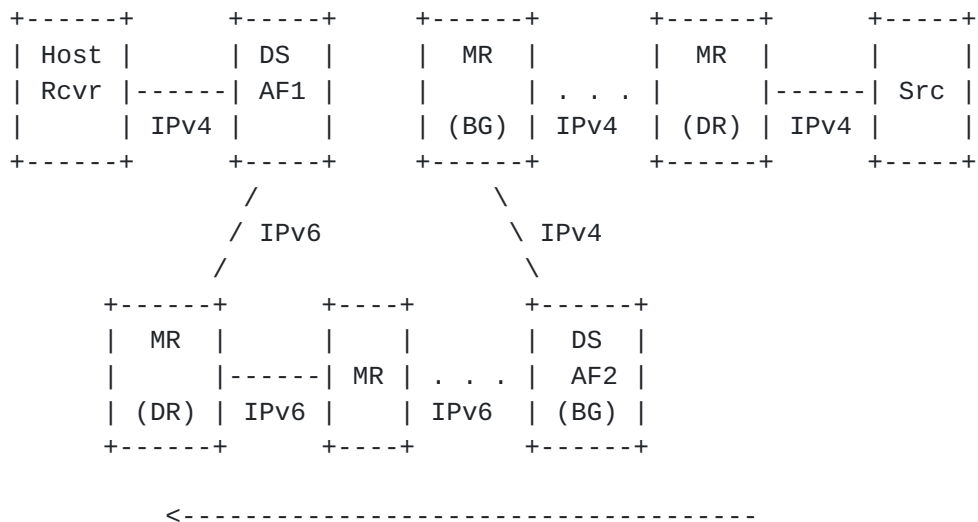 +------+       +-----+       +------+        +------+       +-----+
| Host |       | DS  |       |  MR  |        |  MR  |       |     |
| Rcvr |-------| AF1 |       |      | . . .  |      |-------| Src |
|      | IPv4  |     |       | (BG) | IPv4   | (DR) | IPv4  |     |
+------+       +-----+       +------+        +------+       +-----+
/                \
/ IPv6             \ IPv4
/                    \
+-------+       +----+        +-------+
|  MR   |       |    |        |  DS   |
|       |-------| MR | . . .  |  AF2  |
| (DR)  | IPv6  |    | IPv6   | (BG)  |
+-------+       +----+        +-------+
<-------------------------------------